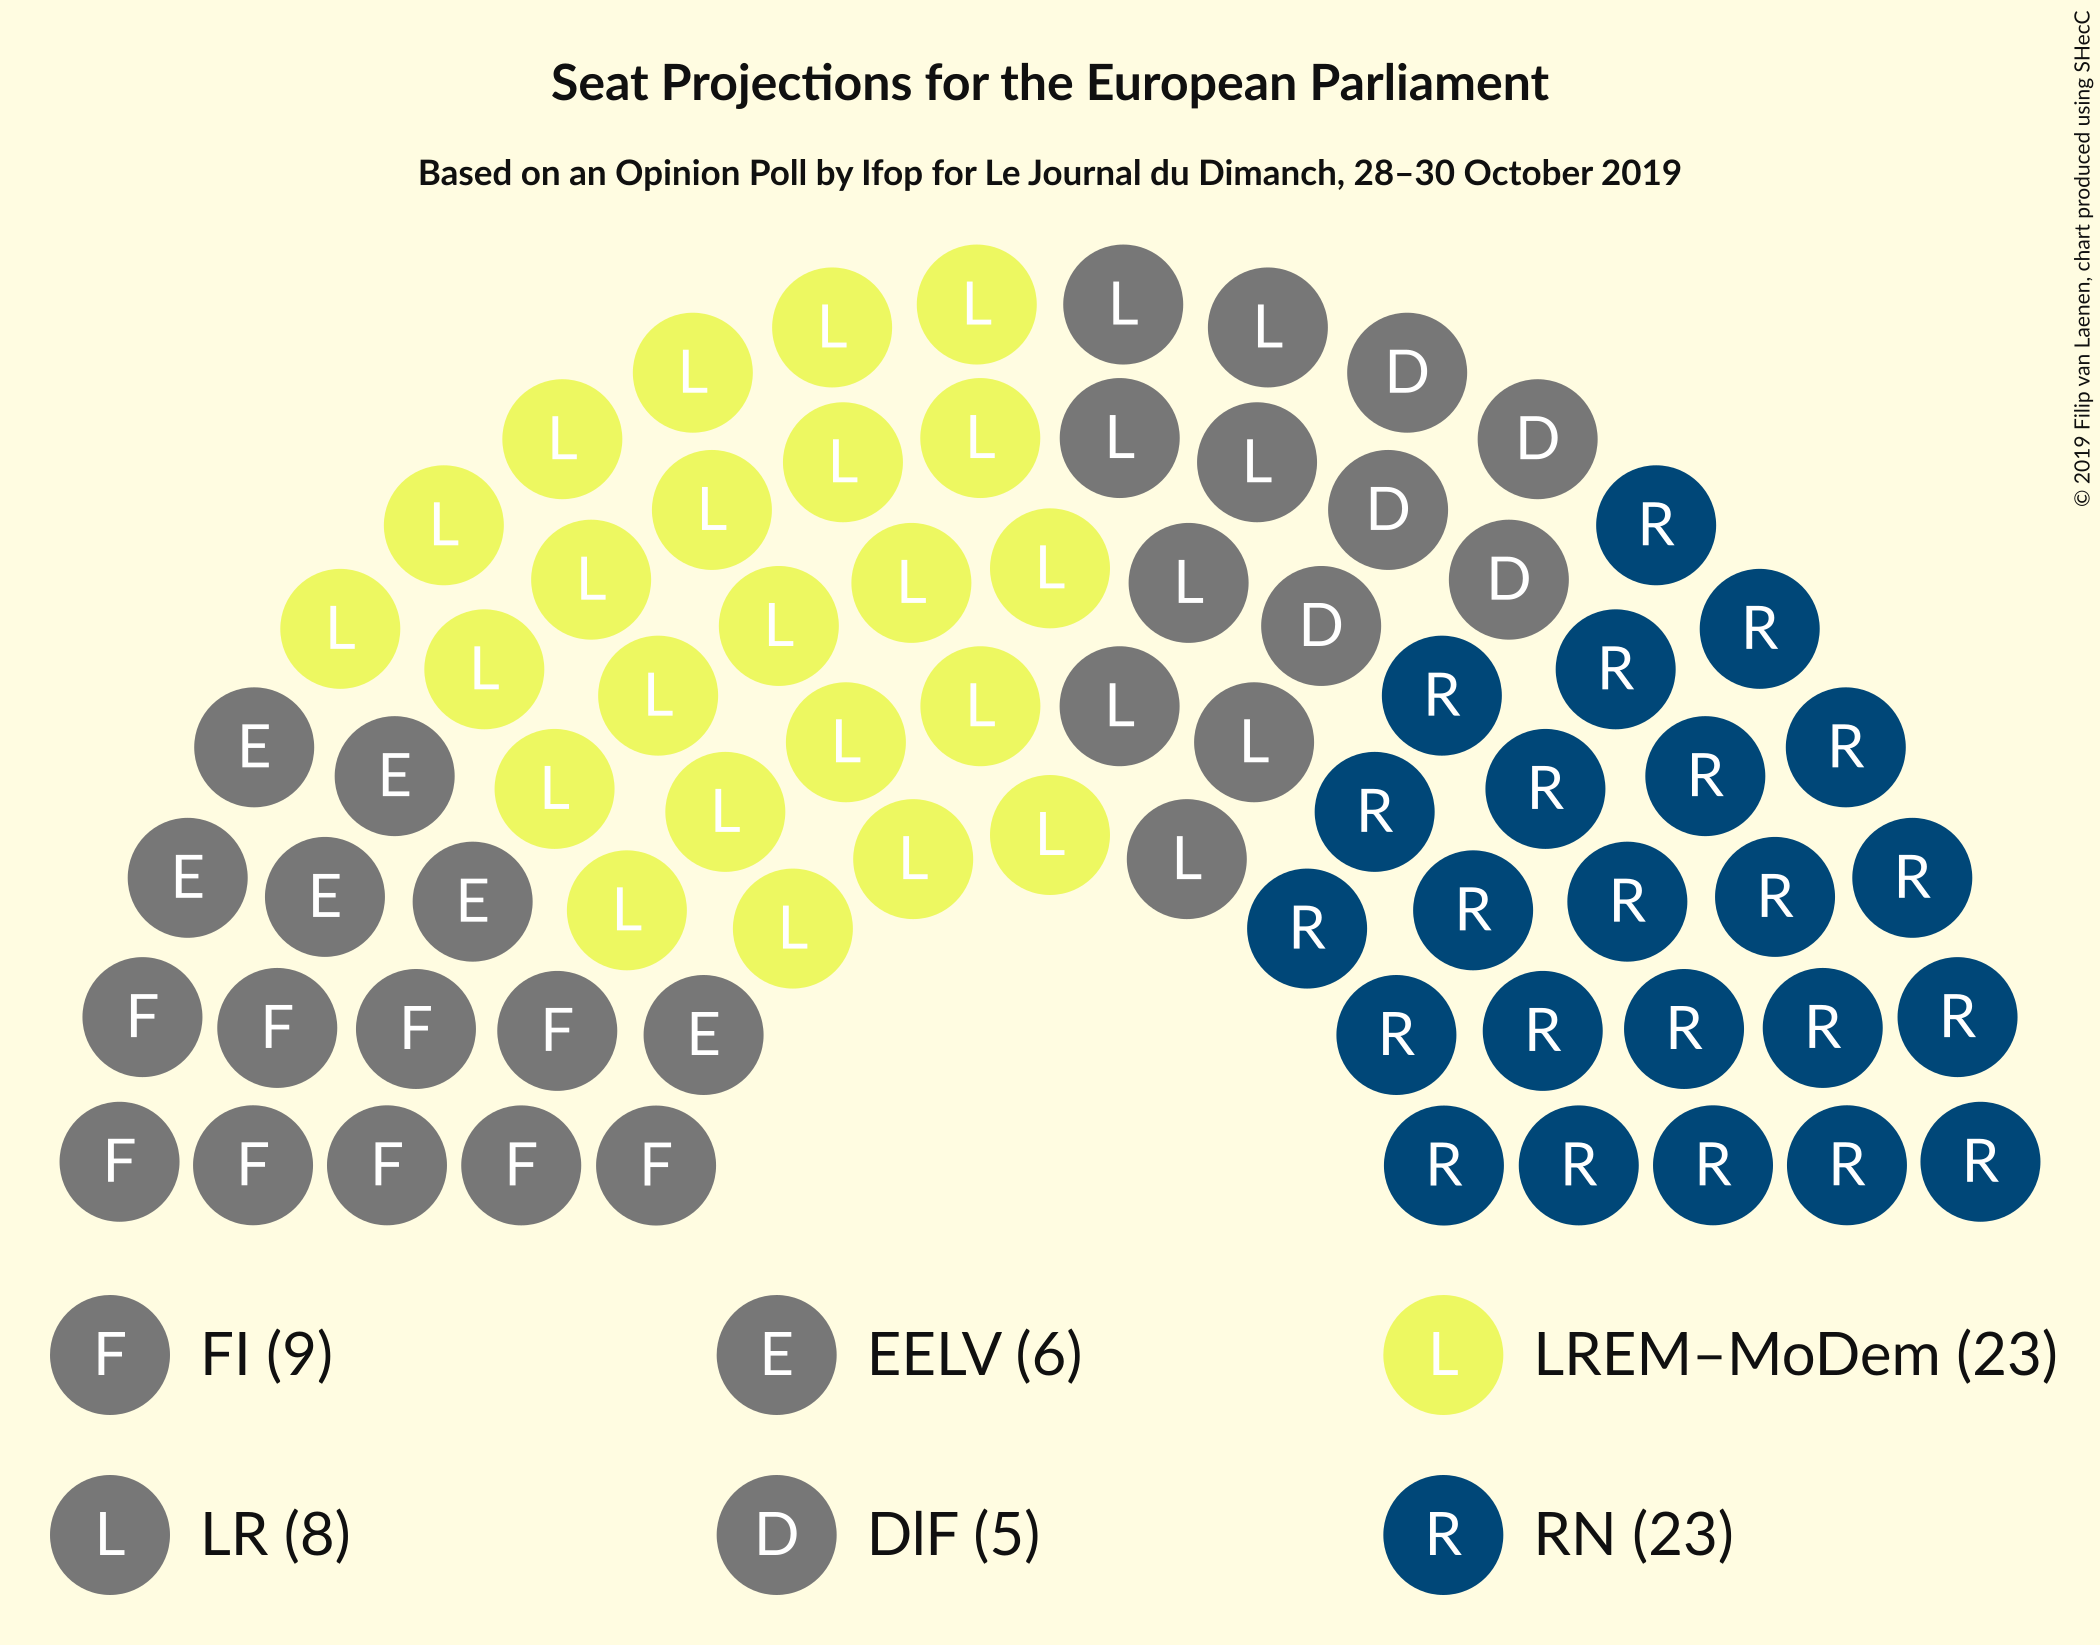 Seat Projections for the European Parliament
Based on an Opinion Poll by Ifop for Le Journal du Dimanch, 28–30 October 2019
© 2019 Filip van Laenen, chart produced using SHecC
L L L L
L L D
L L L L L D
L L D R
L L L L D
L L L D R
L L R R
E L L L R
E L L L R R
E L L L R R
E E L L L R R R
L R
F F F F E R R R R R
F F F F F R R R R R
F FI (9) E EELV (6) L LREM–MoDem (23)
L LR (8) D DlF (5) R RN (23)